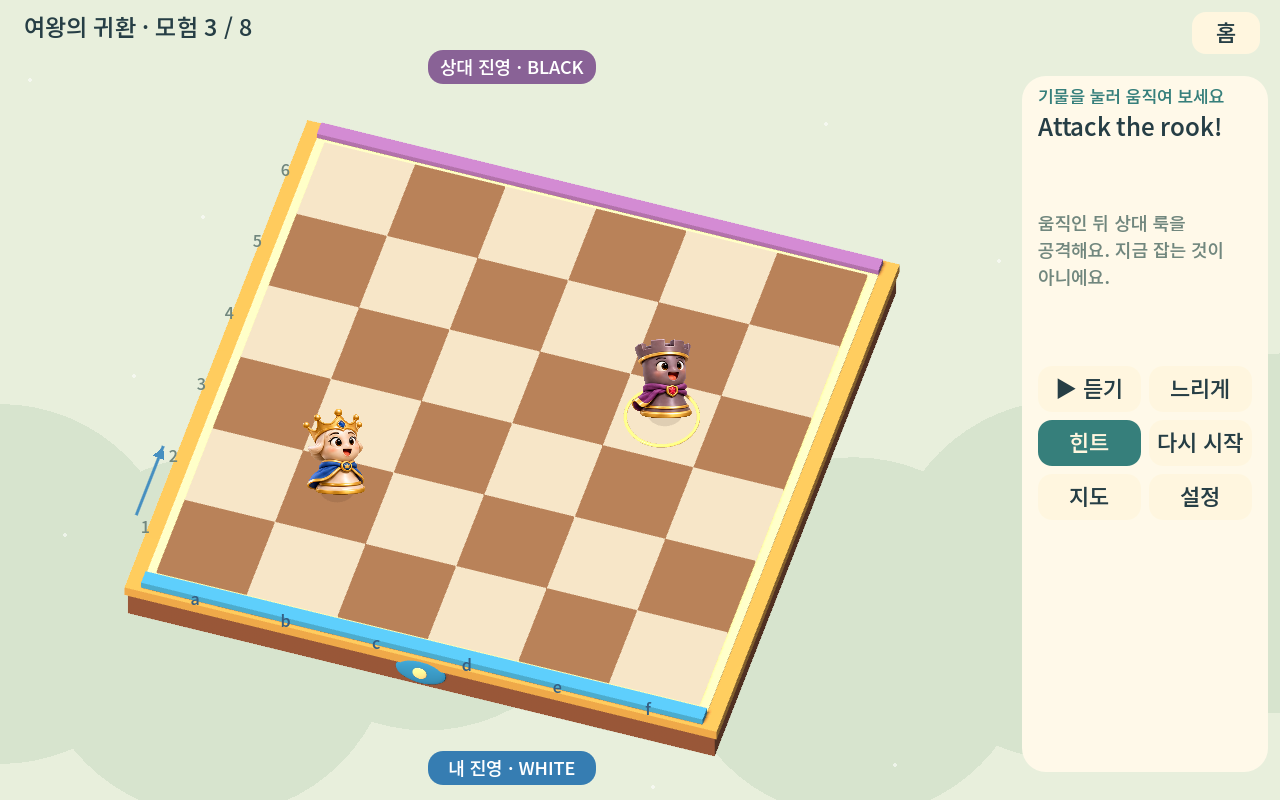 여왕의 귀환 · 모험 3 / 8
홈
상대 진영 · BLACK
기물을 눌러 움직여 보세요
Attack the rook!
움직인 뒤 상대 룩을
공격해요. 지금 잡는 것이
아니에요.
▶ 듣기
느리게
힌트
다시 시작
지도
설정
6
5
4
3
2
1
a
b
c
d
e
f
내 진영 · WHITE